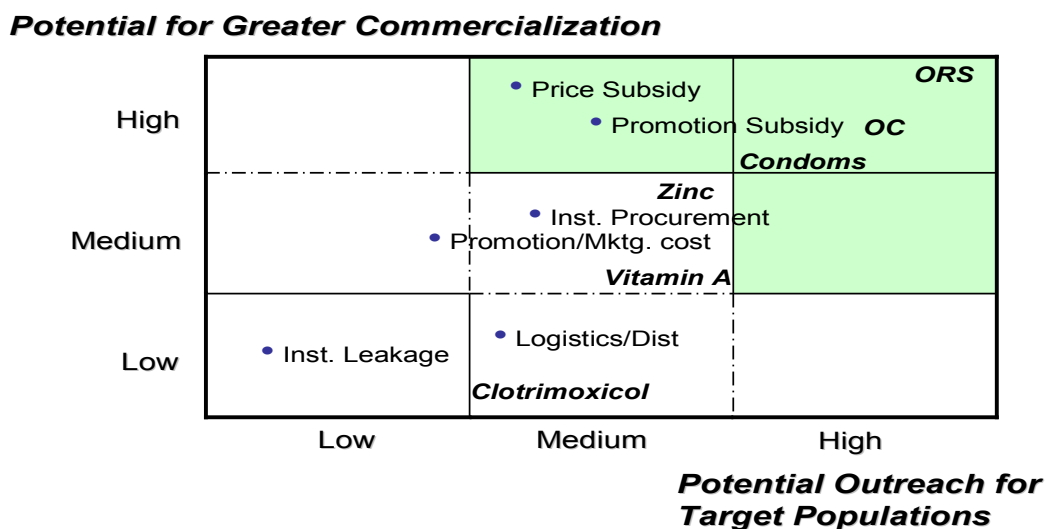 Potential for Greater Commercialization
ORS
• Price Subsidy
High
• Promotion Subsidy OC
Condoms
Zinc
• Inst. Procurement
Medium
• Promotion/Mktg. cost
Vitamin A
• Logistics/Dist
Low
• Inst. Leakage
Clotrimoxicol
Low Medium High
Potential Outreach for
Target Populations